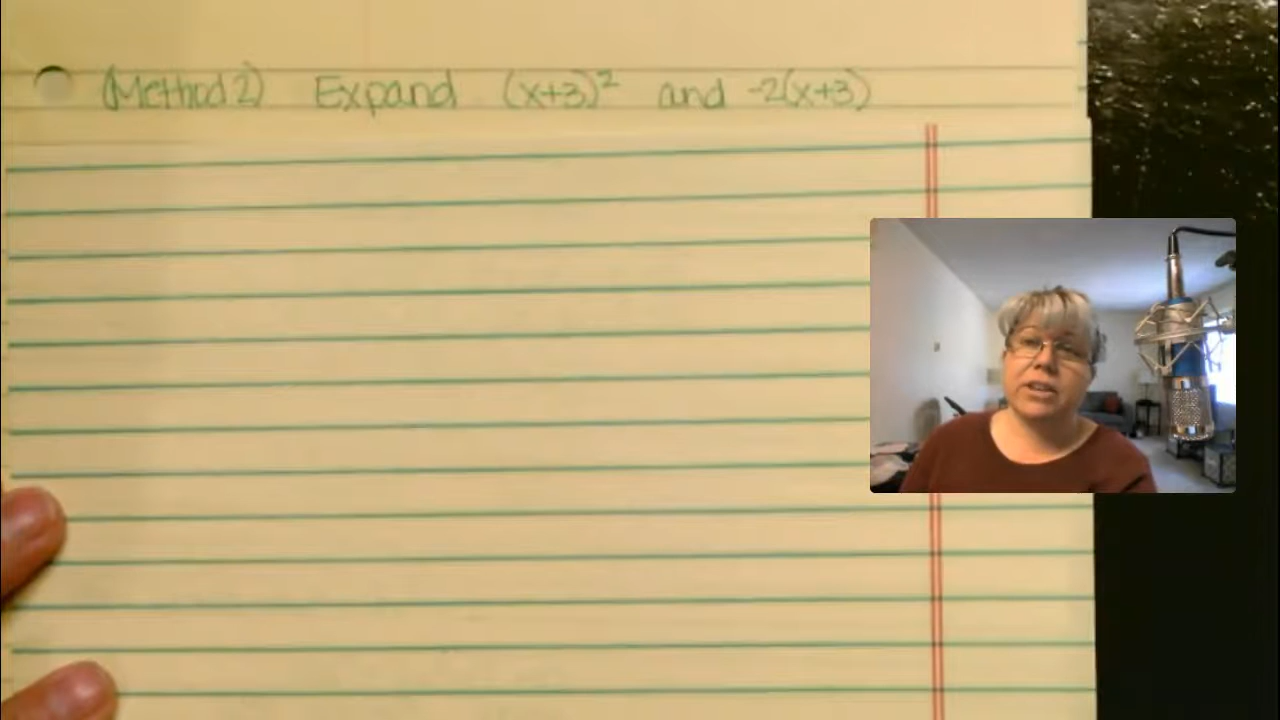 (Method 2) Expand (x+3)² and -2(x+3)